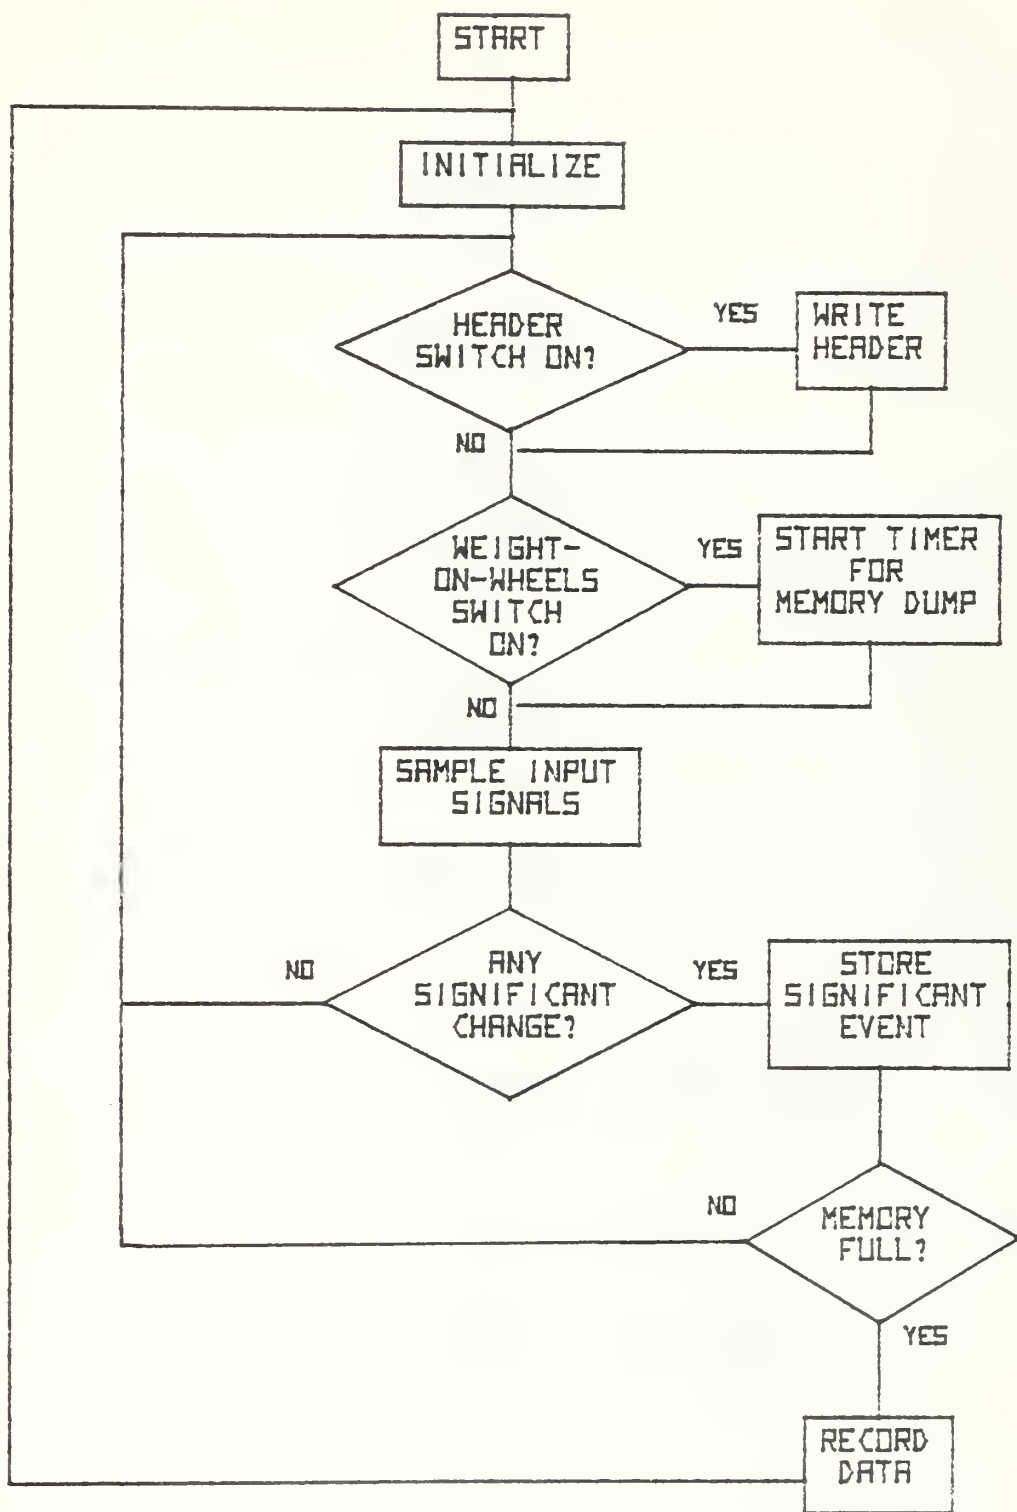 START
INITIALIZE
HEADER
SWITCH ON?
YES
WRITE
HEADER
NO
WEIGHT-
ON-WHEELS
SWITCH
ON?
YES
START TIMER
FOR
MEMORY DUMP
NO
SAMPLE INPUT
SIGNALS
NO
ANY
SIGNIFICANT
CHANGE?
YES
STORE
SIGNIFICANT
EVENT
NO
MEMORY
FULL?
YES
RECORD
DATA